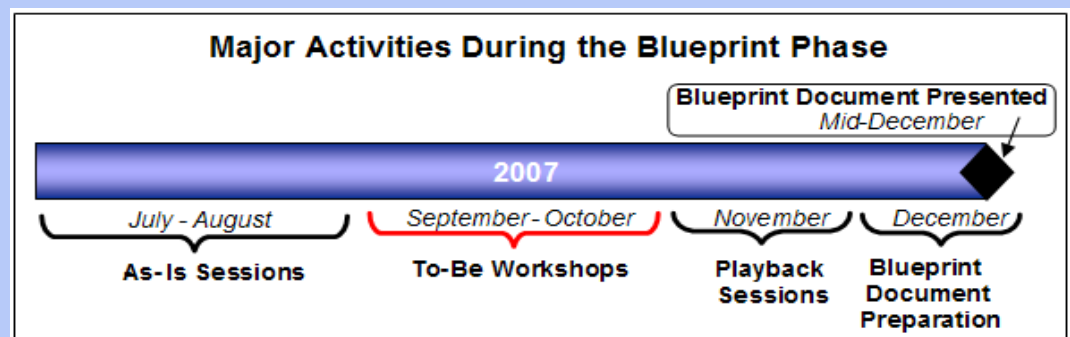 Major Activities During the Blueprint Phase
Blueprint Document Presented
Mid-December
2007
July - August
September - October
November
December
As-Is Sessions
To-Be Workshops
Playback
Sessions
Blueprint
Document
Preparation